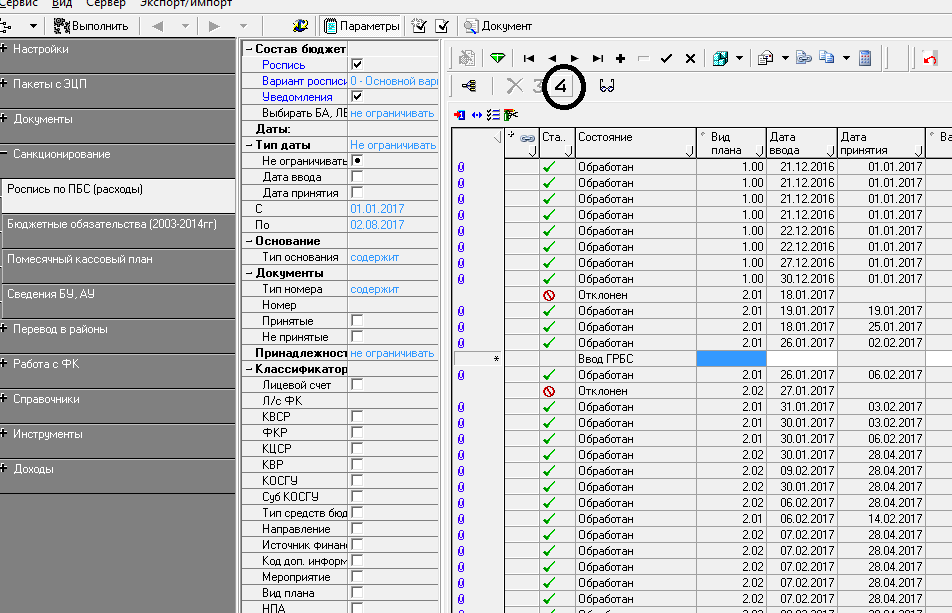 Сервис Вид Сервер Экспорт/импорт
Выполнить
Параметры
Документ
Настройки
Пакеты с ЭЦП
Документы
Санкционирование
Роспись по ПБС (расходы)
Бюджетные обязательства (2003-2014гг)
Помесячный кассовый план
Сведения БУ, АУ
Перевод в районы
Работа с ФК
Справочники
Инструменты
Доходы
Состав бюджет
Роспись
Вариант росписи 0 - Основной вар
Уведомления
Выбирать БА, ЛБ не ограничивать
Даты:
Тип даты Не ограничивать
Не ограничивать
Дата ввода
Дата принятия
С 01.01.2017
По 02.08.2017
Основание
Тип основания содержит
Документы
Тип номера содержит
Номер
Принятые
Не принятые
Принадлежност не ограничивать
Классификатор
Лицевой счет
Л/с ФК
КВСР
ФКР
КЦСР
КВР
КОСГУ
Суб КОСГУ
Тип средств бюд
Направление
Источник финан
Код доп. информ
Мероприятие
Вид плана
НПА
3 4
Ста.. Состояние Вид плана Дата ввода Дата принятия Ва
Обработан 1.00 21.12.2016 01.01.2017
Обработан 1.00 21.12.2016 01.01.2017
Обработан 1.00 21.12.2016 01.01.2017
Обработан 1.00 21.12.2016 01.01.2017
Обработан 1.00 22.12.2016 01.01.2017
Обработан 1.00 22.12.2016 01.01.2017
Обработан 1.00 27.12.2016 01.01.2017
Обработан 1.00 30.12.2016 01.01.2017
Отклонен 2.01 18.01.2017
Обработан 2.01 19.01.2017 19.01.2017
Обработан 2.01 18.01.2017 25.01.2017
Обработан 2.01 26.01.2017 02.02.2017
* Ввод ГРБС
Обработан 2.01 26.01.2017 06.02.2017
Отклонен 2.02 27.01.2017
Обработан 2.01 31.01.2017 03.02.2017
Обработан 2.01 30.01.2017 03.02.2017
Обработан 2.01 30.01.2017 06.02.2017
Обработан 2.02 30.01.2017 28.04.2017
Обработан 2.02 09.02.2017 28.04.2017
Обработан 2.01 30.01.2017 28.04.2017
Обработан 2.02 06.02.2017 28.04.2017
Обработан 2.01 06.02.2017 14.02.2017
Обработан 2.02 07.02.2017 28.04.2017
Обработан 2.02 07.02.2017 28.04.2017
Обработан 2.02 07.02.2017 28.04.2017
Обработан 2.02 07.02.2017 28.04.2017
Обработан 2.02 07.02.2017 28.04.2017